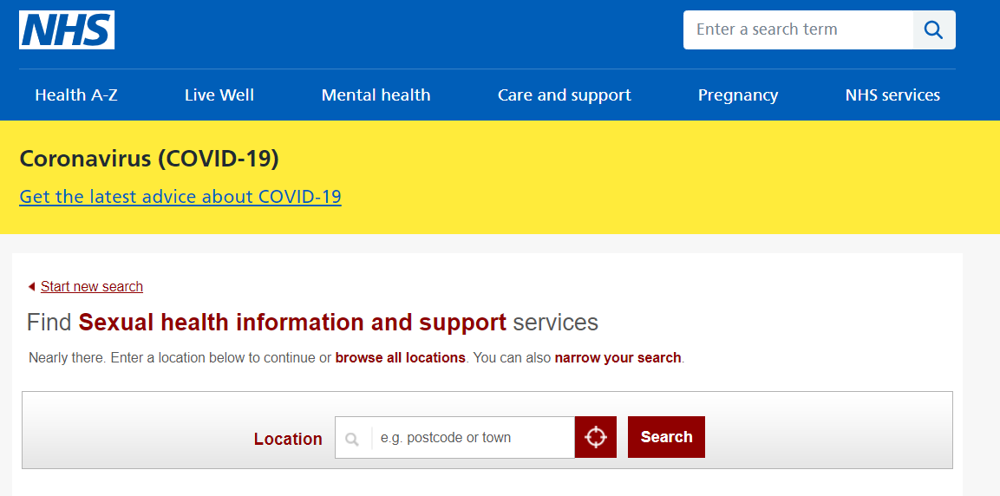 NHS
Enter a search term
Health A-Z Live Well Mental health Care and support Pregnancy NHS services
Coronavirus (COVID-19)
Get the latest advice about COVID-19
Start new search
Find Sexual health information and support services
Nearly there. Enter a location below to continue or browse all locations. You can also narrow your search.
Location e.g. postcode or town Search